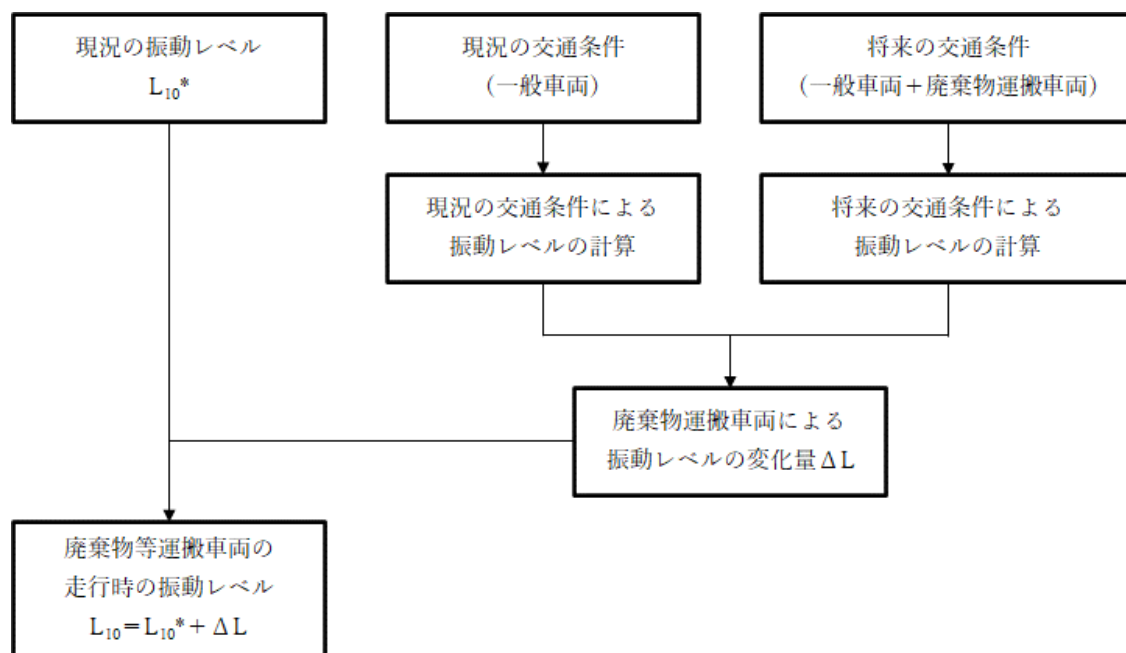 現況の振動レベル
L₁₀*
現況の交通条件
(一般車両)
将来の交通条件
(一般車両+廃棄物運搬車両)
現況の交通条件による
振動レベルの計算
将来の交通条件による
振動レベルの計算
廃棄物運搬車両による
振動レベルの変化量ΔL
廃棄物等運搬車両の
走行時の振動レベル
L₁₀=L₁₀*+ΔL